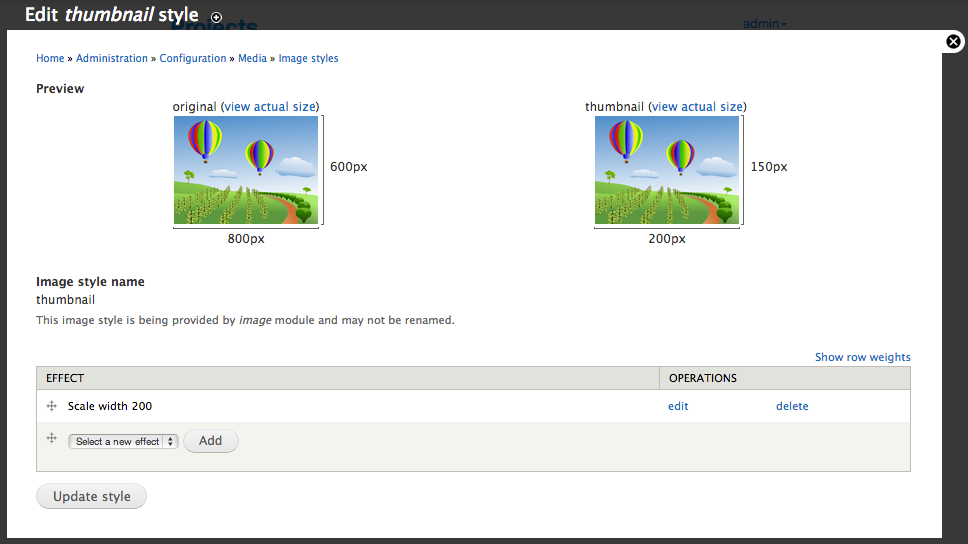 Edit thumbnail style
Projects
admin
Home » Administration » Configuration » Media » Image styles
Preview
original (view actual size)
thumbnail (view actual size)
600px
150px
800px
200px
Image style name
thumbnail
This image style is being provided by image module and may not be renamed.
Show row weights
EFFECT OPERATIONS
Scale width 200 edit delete
Select a new effect Add
Update style